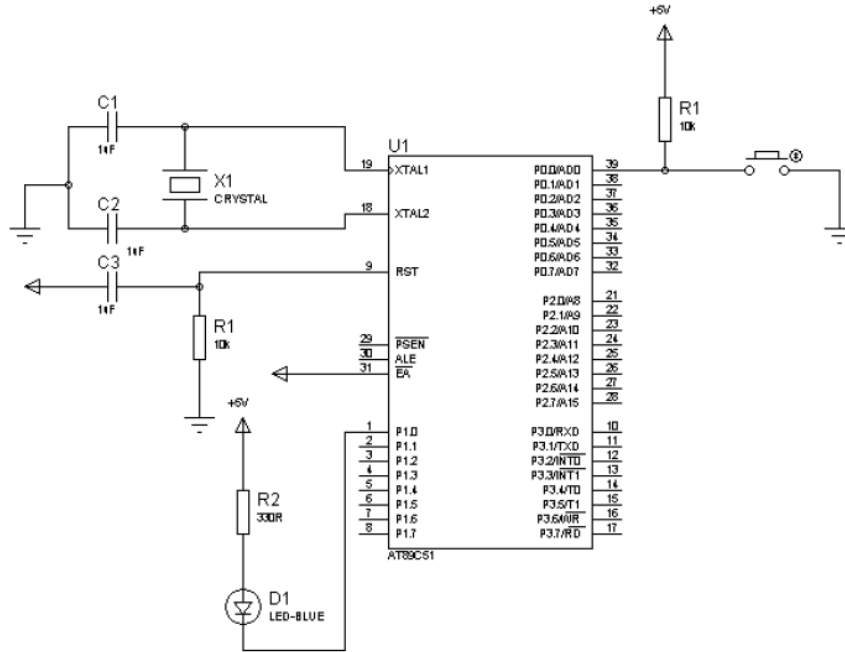 +5V
C1
1nF
X1
CRYSTAL
C2
1nF
C3
1nF
R1
10k
+5V
R2
330R
D1
LED-BLUE
U1
19 XTAL1
18 XTAL2
9 RST
29 PSEN
30 ALE
31 EA
1 P1.0
2 P1.1
3 P1.2
4 P1.3
5 P1.4
6 P1.5
7 P1.6
8 P1.7
P0.0/AD0 39
P0.1/AD1 38
P0.2/AD2 37
P0.3/AD3 36
P0.4/AD4 35
P0.5/AD5 34
P0.6/AD6 33
P0.7/AD7 32
P2.0/A8 21
P2.1/A9 22
P2.2/A10 23
P2.3/A11 24
P2.4/A12 25
P2.5/A13 26
P2.6/A14 27
P2.7/A15 28
P3.0/RXD 10
P3.1/TXD 11
P3.2/INT0 12
P3.3/INT1 13
P3.4/T0 14
P3.5/T1 15
P3.6/WR 16
P3.7/RD 17
AT89C51
R1
10k